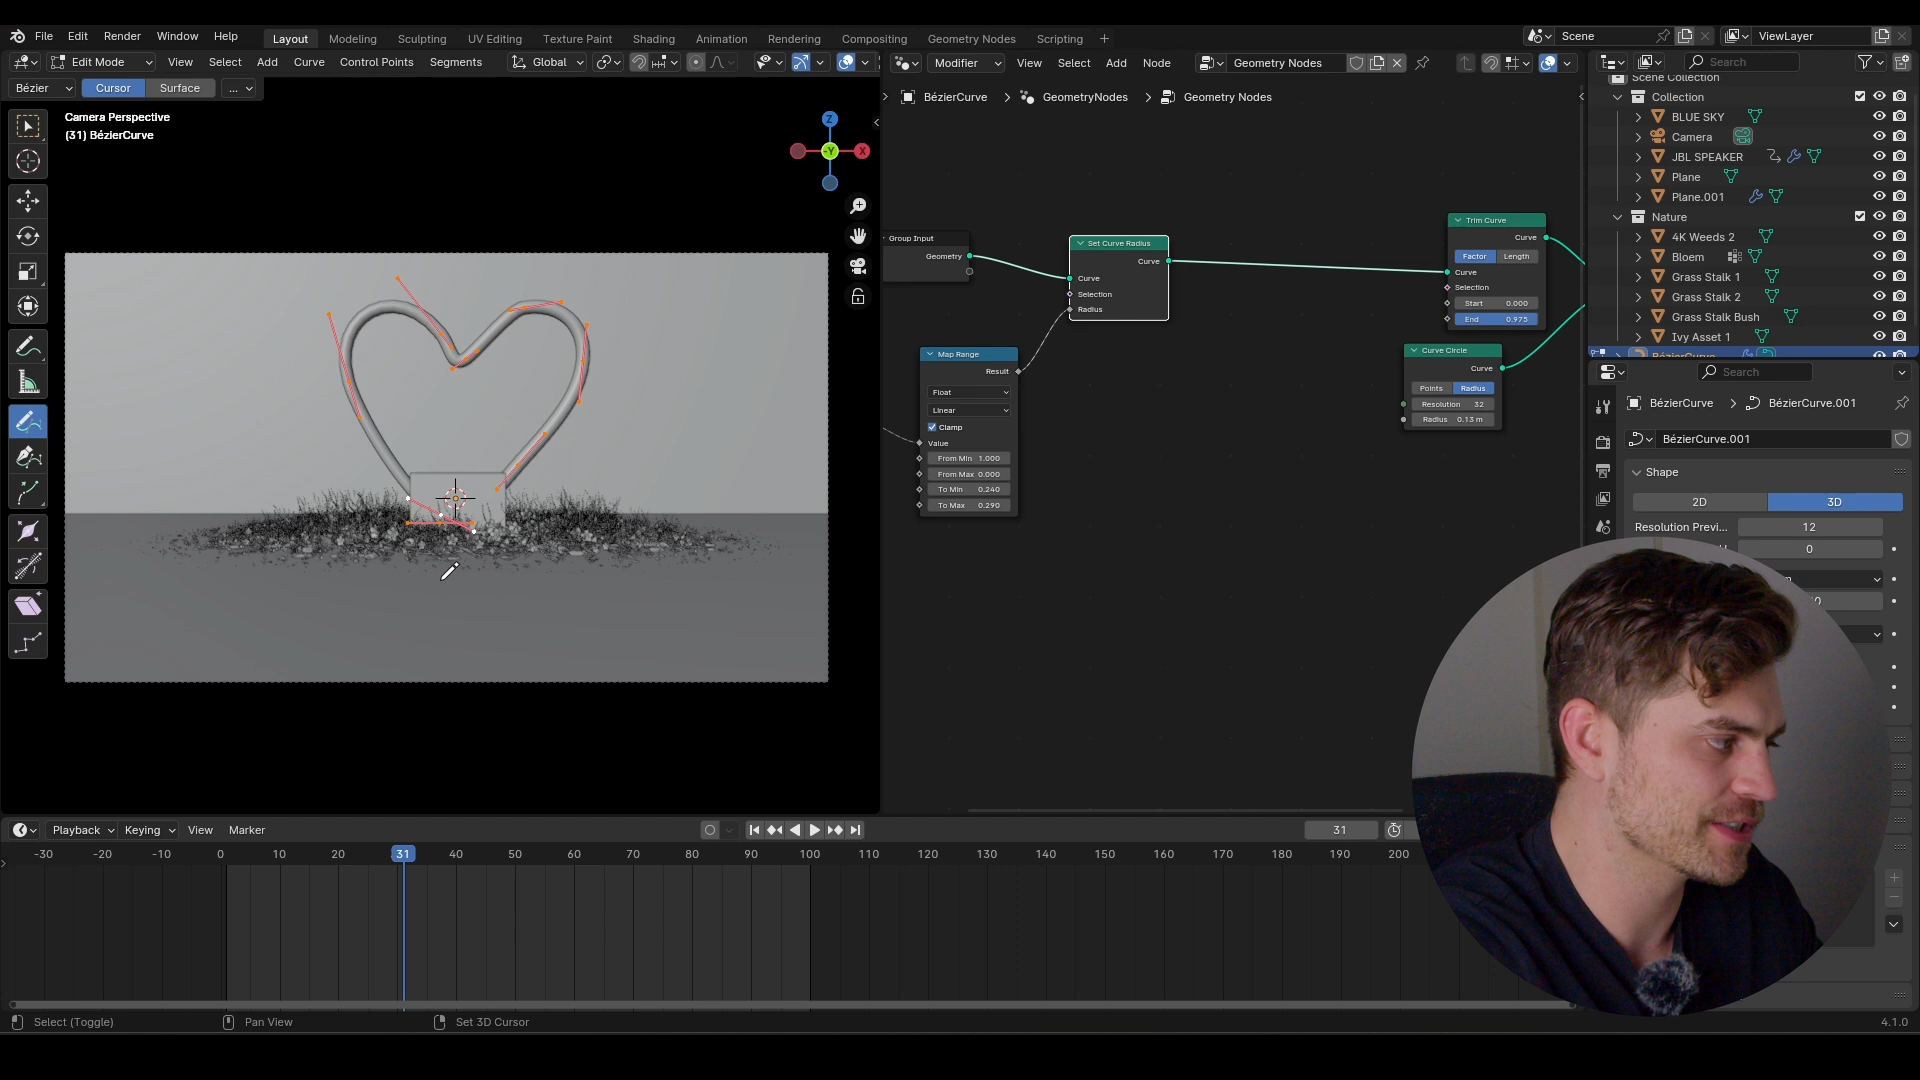 File Edit Render Window Help
Layout Modeling Sculpting UV Editing Texture Paint Shading Animation Rendering Compositing Geometry Nodes Scripting +
Scene
ViewLayer
Edit Mode View Select Add Curve Control Points Segments Global
Modifier View Select Add Node Geometry Nodes
Search
Bézier Cursor Surface ...
BézierCurve > GeometryNodes > Geometry Nodes
Scene Collection
Collection
BLUE SKY
Camera
JBL SPEAKER
Plane
Plane.001
Nature
4K Weeds 2
Bloem
Grass Stalk 1
Grass Stalk 2
Grass Stalk Bush
Ivy Asset 1
BézierCurve
Camera Perspective
(31) BézierCurve
Z
-Y
X
Group Input
Geometry
Set Curve Radius
Curve
Curve
Selection
Radius
Map Range
Result
Float
Linear
Clamp
Value
From Min 1.000
From Max 0.000
To Min 0.240
To Max 0.290
Trim Curve
Curve
Factor Length
Curve
Selection
Start 0.000
End 0.975
Curve Circle
Curve
Points Radius
Resolution 32
Radius 0.13 m
Search
BézierCurve > BézierCurve.001
BézierCurve.001
Shape
2D 3D
Resolution Previ... 12
0
Playback Keying View Marker
31
-30 -20 -10 0 10 20 31 40 50 60 70 80 90 100 110 120 130 140 150 160 170 180 190 200
Select (Toggle) Pan View Set 3D Cursor
4.1.0